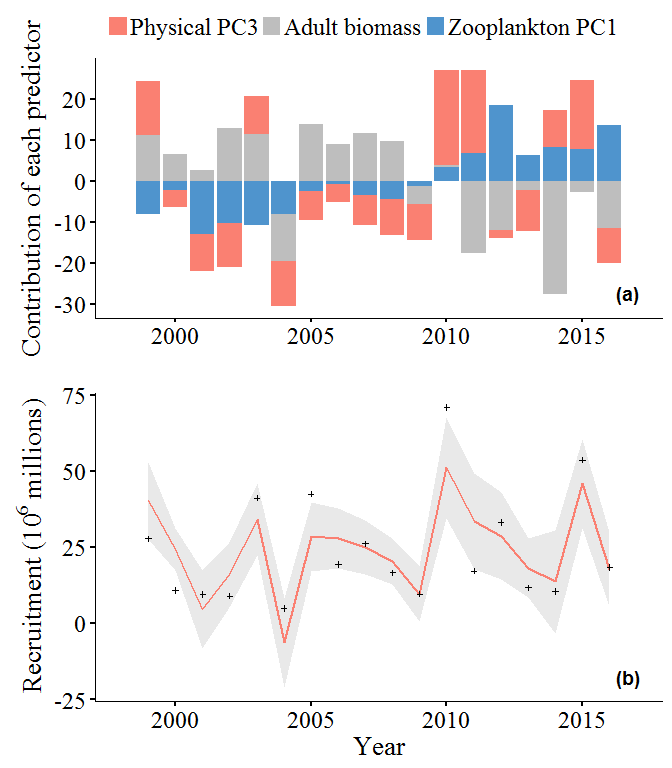 Physical PC3 Adult biomass Zooplankton PC1
Contribution of each predictor
20
10
0
-10
-20
-30
(a)
2000 2005 2010 2015
Recruitment (10⁶ millions)
75
50
25
0
-25
(b)
2000 2005 2010 2015
Year